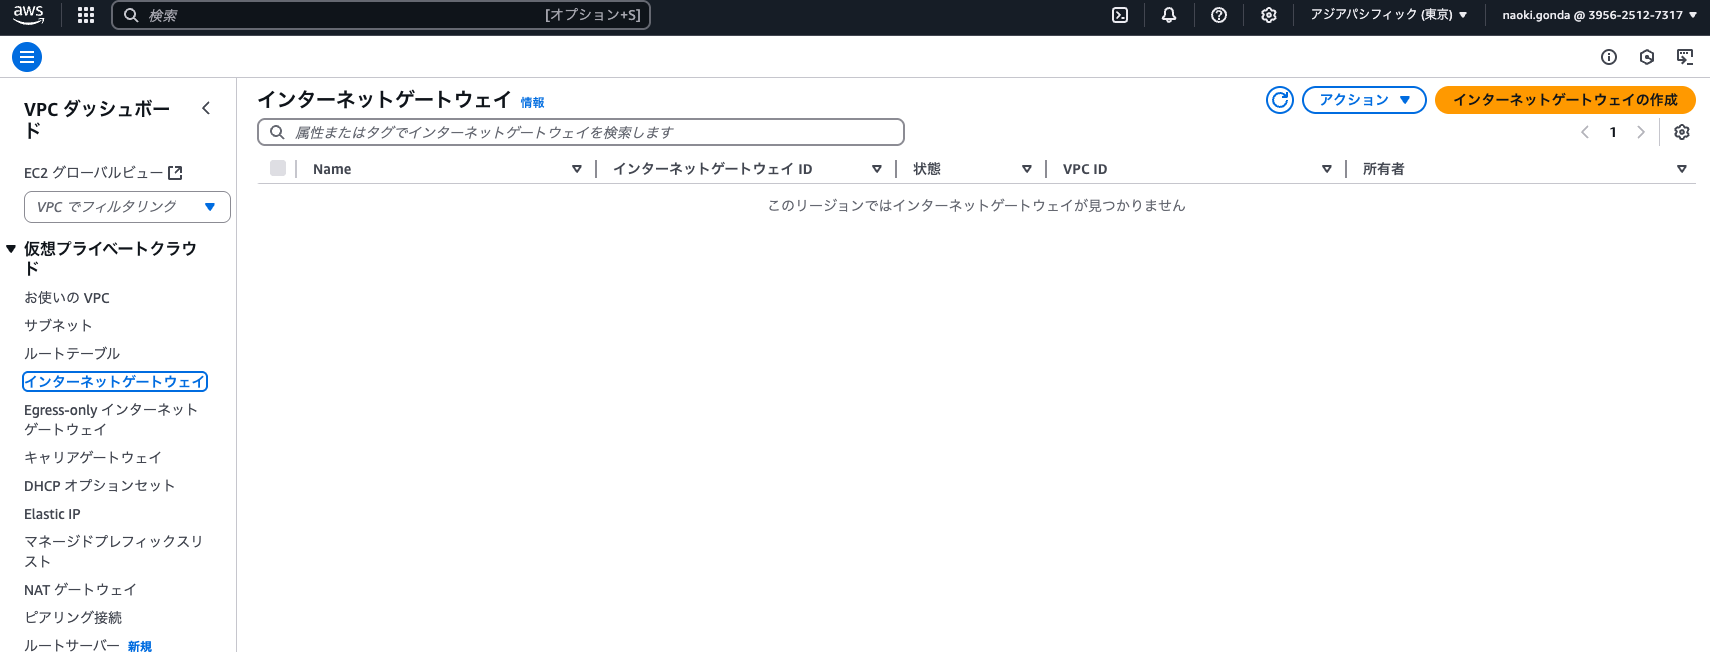 aws
検索
[オプション+S]
アジアパシフィック (東京)
naoki.gonda @ 3956-2512-7317
VPC ダッシュボー
ド
EC2 グローバルビュー
VPC でフィルタリング
仮想プライベートクラウ
ド
お使いの VPC
サブネット
ルートテーブル
インターネットゲートウェイ
Egress-only インターネット
ゲートウェイ
キャリアゲートウェイ
DHCP オプションセット
Elastic IP
マネージドプレフィックスリ
スト
NAT ゲートウェイ
ピアリング接続
ルートサーバー 新規
インターネットゲートウェイ 情報
アクション
インターネットゲートウェイの作成
属性またはタグでインターネットゲートウェイを検索します
1
Name
インターネットゲートウェイ ID
状態
VPC ID
所有者
このリージョンではインターネットゲートウェイが見つかりません